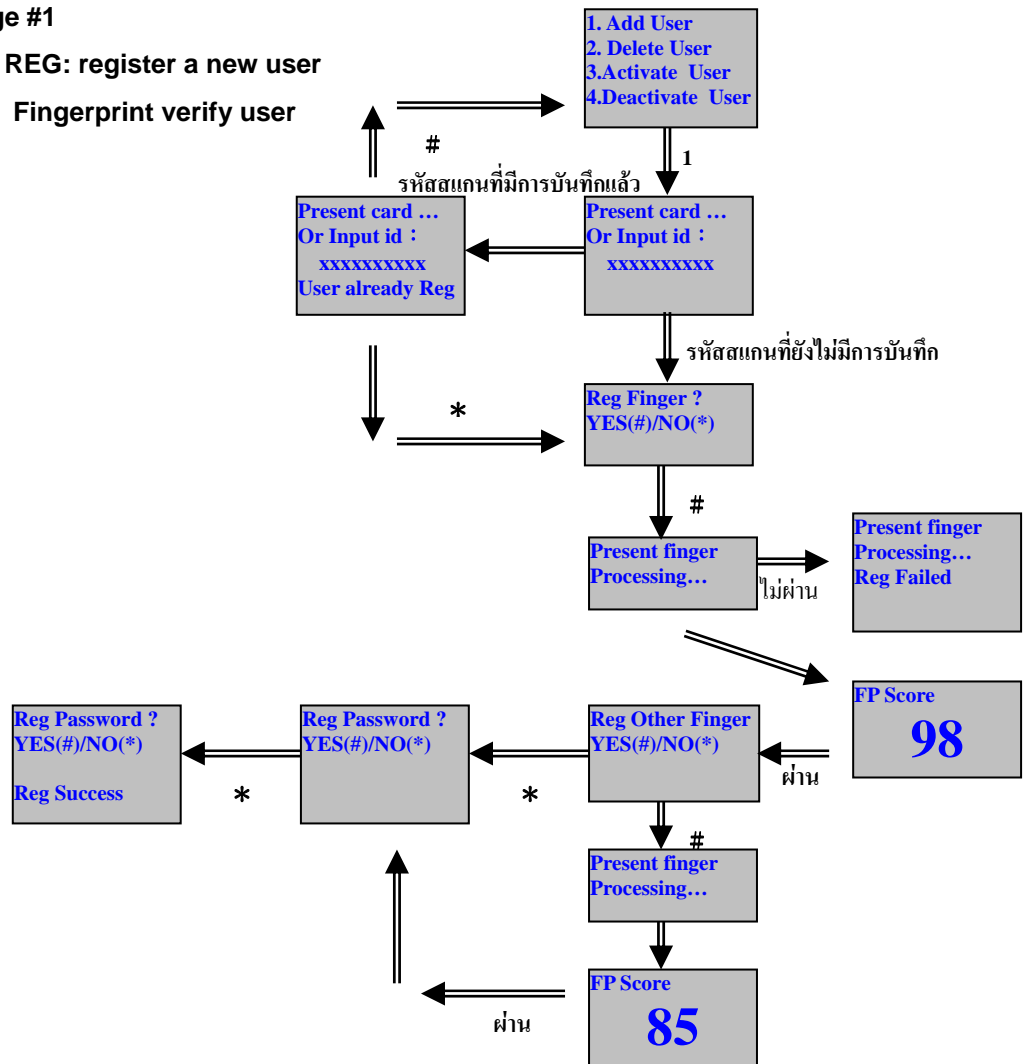 ge #1
REG: register a new user
Fingerprint verify user
1. Add User
2. Delete User
3.Activate User
4.Deactivate User
#
1
รหัสสแกนที่มีการบันทึกแล้ว
Present card …
Or Input id：
xxxxxxxxxx
User already Reg
Present card …
Or Input id：
xxxxxxxxxx
รหัสสแกนที่ยังไม่มีการบันทึก
*
Reg Finger ?
YES(#)/NO(*)
#
Present finger
Processing…
ไม่ผ่าน
Present finger
Processing…
Reg Failed
FP Score
98
ผ่าน
Reg Other Finger
YES(#)/NO(*)
*
Reg Password ?
YES(#)/NO(*)
*
Reg Password ?
YES(#)/NO(*)
Reg Success
#
Present finger
Processing…
FP Score
85
ผ่าน